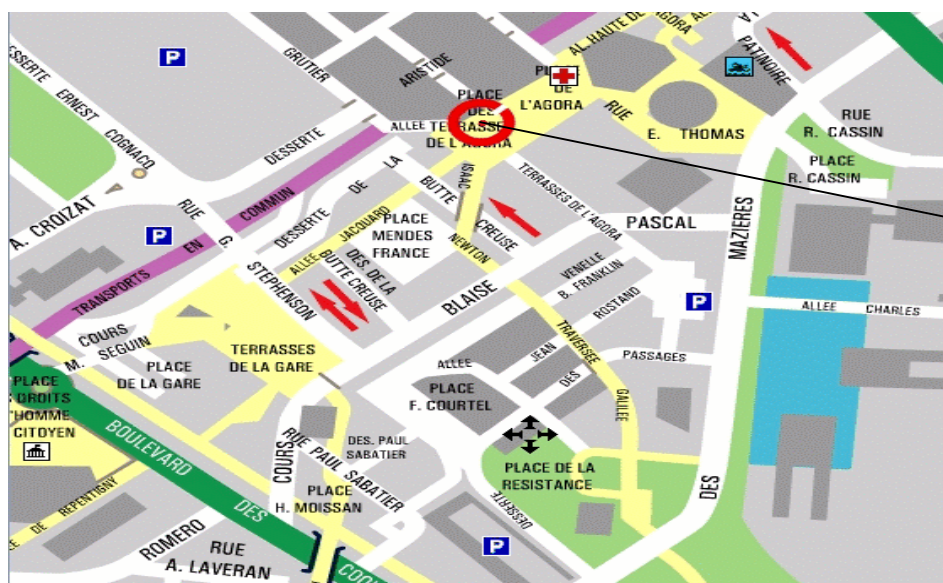 DESSERTE ERNEST COGNACQ
P
GRUTIER
ARISTIDE
AL. HAUTE DE L'AGORA
AL.
LA
PATINOIRE
PLACE
DES
TERRASSES
DE L'AGORA
DE
L'AGORA
ALLEE
RUE
E. THOMAS
RUE
R. CASSIN
PLACE
R. CASSIN
DESSERTE
DE LA
BUTTE
CREUSE
ISAAC
NEWTON
TERRASSES DE L'AGORA
PASCAL
MAZIERES
DES
A. CROIZAT
TRANSPORTS EN COMMUN
P
RUE G. STEPHENSON
DESSERTE
ALLEE JACQUARD
PLACE
MENDES
FRANCE
DES. DE LA
BUTTE CREUSE
BLAISE
VENELLE
B. FRANKLIN
P
ALLEE CHARLES
COURS
M. SEGUIN
PLACE
DE LA GARE
TERRASSES
DE LA GARE
ALLEE
JEAN
ROSTAND
DES
PASSAGES
TRAVERSEE
GALILEE
PLACE
F. COURTEL
PLACE
DROITS
HOMME
CITOYEN
BOULEVARD DES
COURS
RUE PAUL SABATIER
DES. PAUL
SABATIER
PLACE DE LA
RESISTANCE
DESSERTE
PLACE
H. MOISSAN
DE REPENTIGNY
ROMERO
RUE
A. LAVERAN
P
COQ